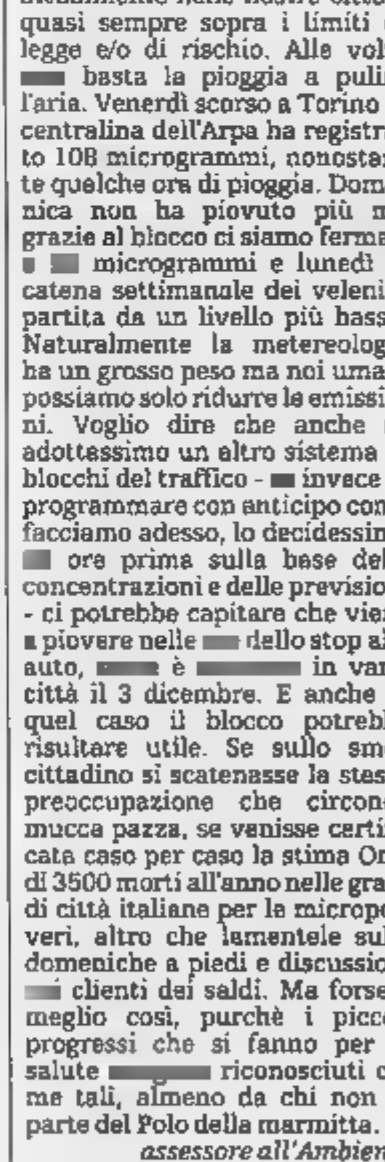 quasi sempre sopra i limiti
legge e/o di rischio. Alle vol
basta la pioggia a puli
l'aria. Venerdì scorso a Torino
centralina dell'Arpa ha registr
to 108 microgrammi, nonostan
te qualche ora di pioggia. Dom
nica non ha piovuto più m
grazie al blocco ci siamo ferma
microgrammi e lunedì
catena settimanale dei veleni
partita da un livello più bass
Naturalmente la metereolog
ha un grosso peso ma noi uma
possiamo solo ridurre le emissi
ni. Voglio dire che anche
adottassimo un altro sistema
blocchi del traffico - invece
programmare con anticipo com
facciamo adesso, lo decidessim
ore prima sulla base del
concentrazioni e delle previsio
- ci potrebbe capitare che vien
a piovere nelle dello stop al
auto, è in var
città il 3 dicembre. E anche
quel caso il blocco potrebb
risultare utile. Se sullo smo
cittadino si scatenasse la stes
preoccupazione che circon
mucca pazza, se venisse certif
cata caso per caso la stima Om
di 3500 morti all'anno nelle gra
di città italiane per le micropo
veri, altro che lamentele sul
domeniche a piedi e discussio
clienti dei saldi. Ma forse
meglio così, purchè i picco
progressi che si fanno per
salute riconosciuti c
me tali, almeno da chi non
parte del Polo della marmitta.
assessore all'Ambien